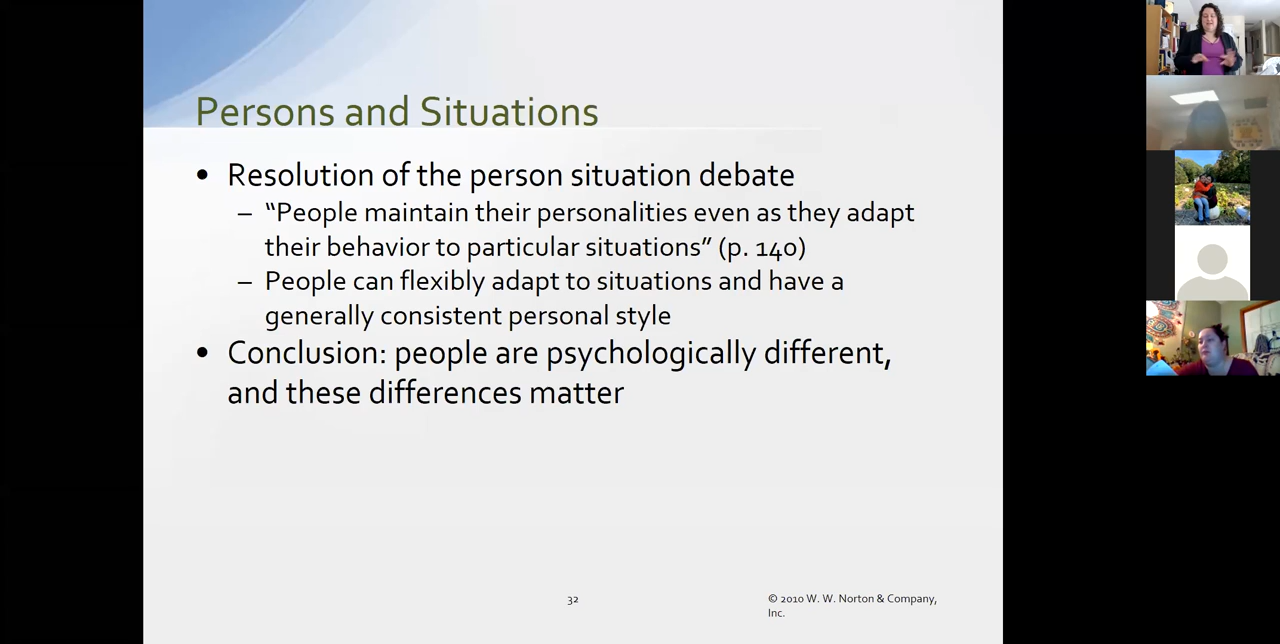 Persons and Situations
• Resolution of the person situation debate
– “People maintain their personalities even as they adapt
their behavior to particular situations” (p. 140)
– People can flexibly adapt to situations and have a
generally consistent personal style
• Conclusion: people are psychologically different,
and these differences matter
32
© 2010 W. W. Norton & Company,
Inc.